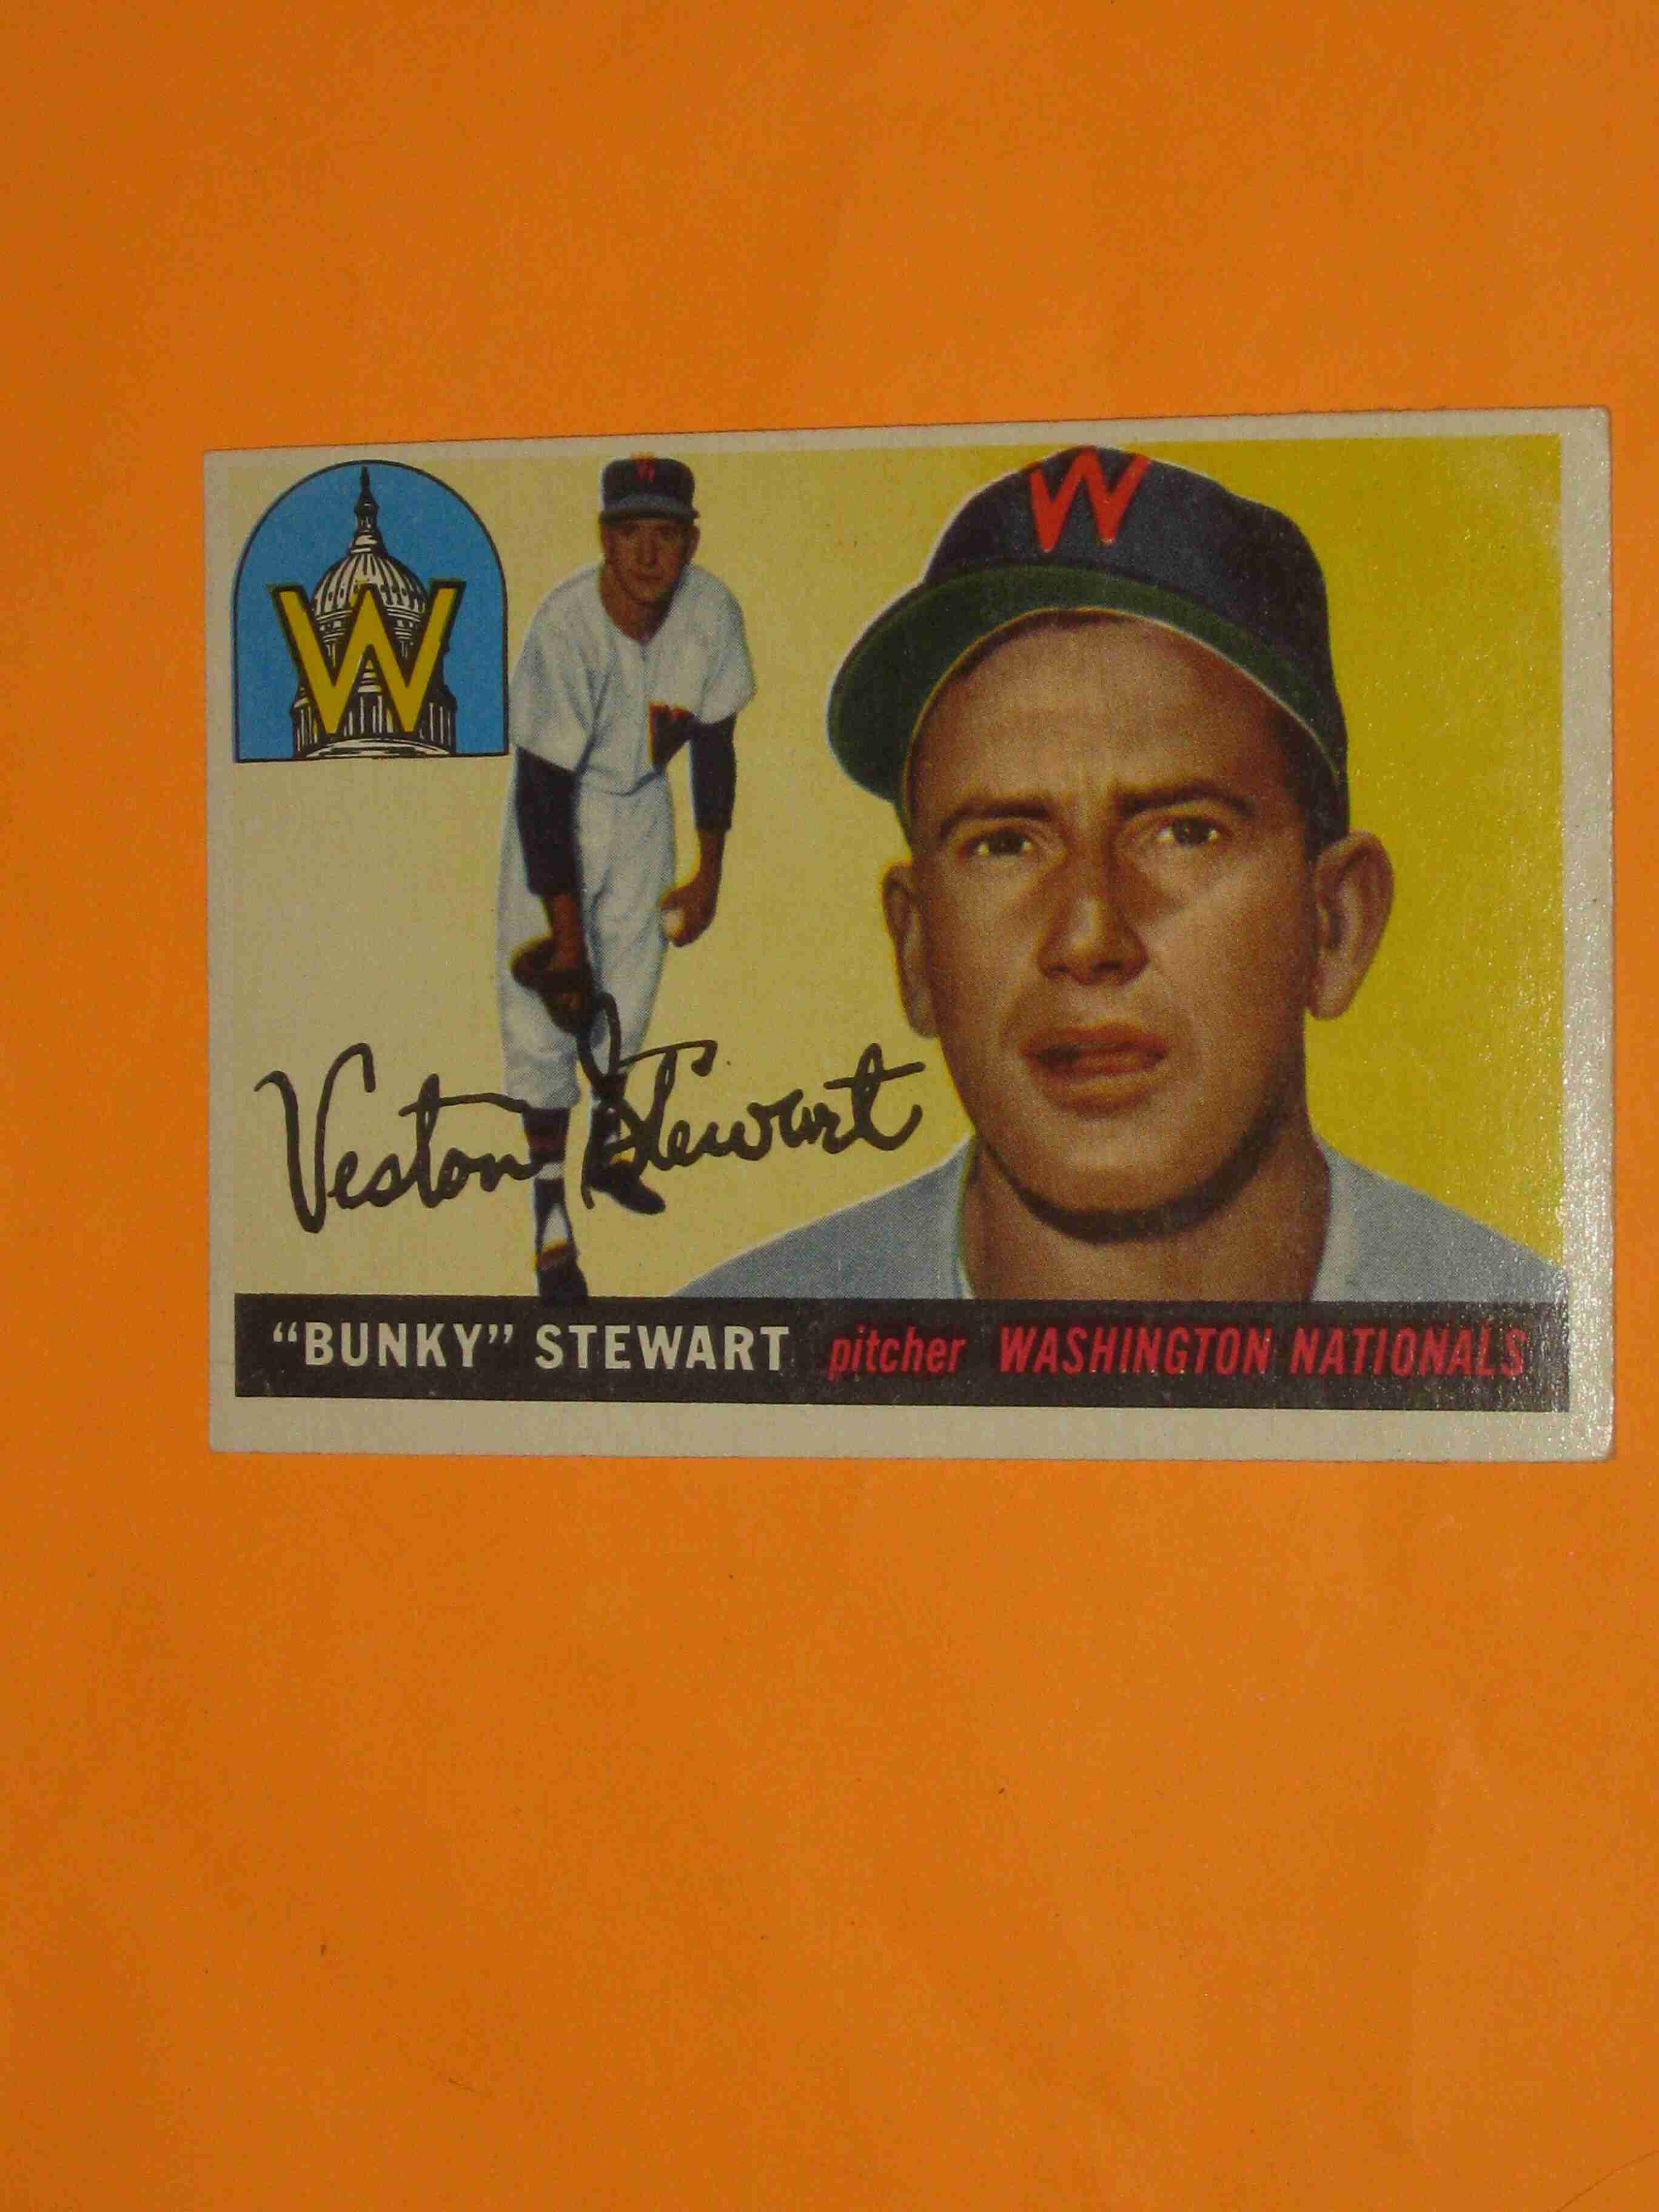 W
W
W
Veston Stewart
"BUNKY" STEWART pitcher WASHINGTON NATIONALS